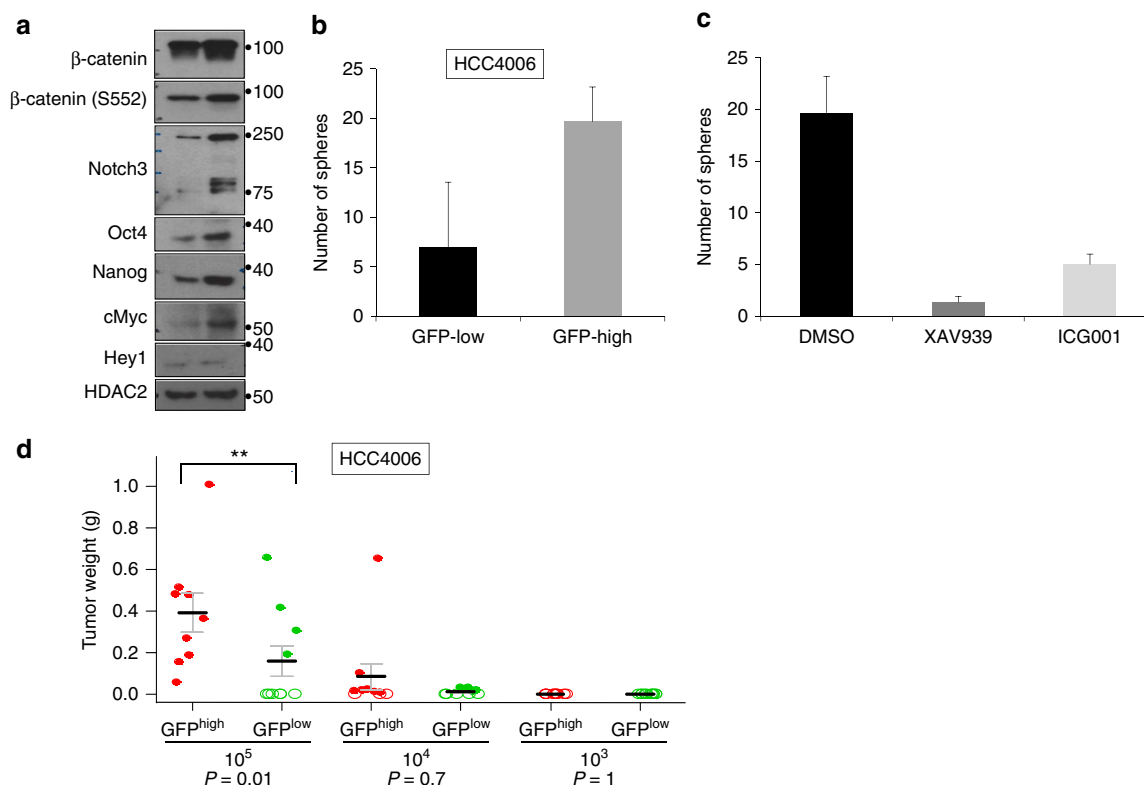 a
β-catenin
100
β-catenin (S552)
100
Notch3
250
75
Oct4
40
Nanog
40
cMyc
50
Hey1
40
HDAC2
50
b
HCC4006
Number of spheres
25
20
15
10
5
0
GFP-low
GFP-high
c
Number of spheres
25
20
15
10
5
0
DMSO
XAV939
ICG001
d
HCC4006
**
Tumor weight (g)
1.0
0.8
0.6
0.4
0.2
0.0
GFPhigh GFPlow GFPhigh GFPlow GFPhigh GFPlow
10⁵ 10⁴ 10³
P = 0.01 P = 0.7 P = 1